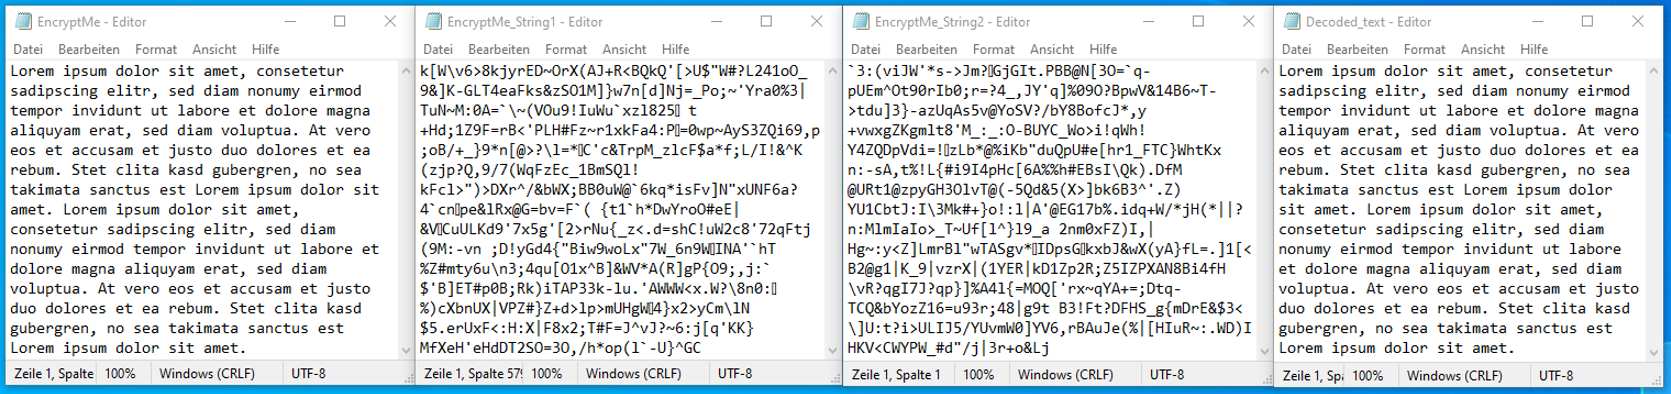 EncryptMe - Editor
Datei Bearbeiten Format Ansicht Hilfe
Lorem ipsum dolor sit amet, consetetur
sadipscing elitr, sed diam nonumy eirmod
tempor invidunt ut labore et dolore magna
aliquyam erat, sed diam voluptua. At vero
eos et accusam et justo duo dolores et ea
rebum. Stet clita kasd gubergren, no sea
takimata sanctus est Lorem ipsum dolor sit
amet. Lorem ipsum dolor sit amet,
consetetur sadipscing elitr, sed diam
nonumy eirmod tempor invidunt ut labore et
dolore magna aliquyam erat, sed diam
voluptua. At vero eos et accusam et justo
duo dolores et ea rebum. Stet clita kasd
gubergren, no sea takimata sanctus est
Lorem ipsum dolor sit amet.
Zeile 1, Spalte 100% Windows (CRLF) UTF-8
EncryptMe_String1 - Editor
Datei Bearbeiten Format Ansicht Hilfe
k[W\v6>8kjyrED~OrX(AJ+R<BQkQ'[>U$"W#?L241oO_
9&]K-GLT4eaFks&zSO1M]}w7n[d]Nj=_Po;~'Yra0%3|
TuN~M:0A=`\~(VOu9!IuWu`xzl825 t
+Hd;1Z9F=rB<'PLH#Fz~r1xkFa4:P=0wp~AyS3ZQi69,p
;oB/+_}9*n[@>?\l=*C'c&TrpM_zlcF$a*f;L/I!&^K
(zjp?Q,9/7(WqFzEc_1BmSQl!
kFcl>")>DXr^/&bWX;BB0uW@`6kq*isFv]N"xUNF6a?
4`cnpe&lRx@G=bv=F`( {t1`h*DwYroO#eE|
&VCuULKd9'7x5g'[2>rNu{_z<.d=shC!uW2c8'72qFtj
(9M:-vn ;D!yGd4{"Biw9woLx"7W_6n9WINA'`hT
%Z#mty6u\n3;4qu[O1x^B]&WV*A(R]gP{O9;,j:`
$'B]ET#p0B;Rk)iTAP33k-lu.'AWWW<x.W?\8n0:
%)cXbnUX|VPZ#}Z+d>lp>mUHgW4}x2>yCm\lN
$5.erUxF<:H:X|F8x2;T#F=J^vJ?~6:j[q'KK}
MfXeH'eHdDT2SO=3O,/h*op(l`-U}^GC
Zeile 1, Spalte 579 100% Windows (CRLF) UTF-8
EncryptMe_String2 - Editor
Datei Bearbeiten Format Ansicht Hilfe
`3:(viJW'*s->Jm?GjGIt.PBB@N[3O=`q-
pUEm^Ot90rIb0;r=?4_,JY'q]%09O?BpwV&14B6~T-
>tdu]3}-azUqAs5v@YoSV?/bY8BofcJ*,y
+vwxgZKgmlt8'M_:_:O-BUYC_Wo>i!qWh!
Y4ZQDpVdi=!zLb*@%iKb"duQpU#e[hr1_FTC}WhtKx
n:-sA,t%!L{#i9I4pHc[6A%%h#EBsI\Qk).DfM
@URt1@zpyGH3OlvT@(-5Qd&5(X>]bk6B3^'.Z)
YU1CbtJ:I\3Mk#+}o!:l|A'@EG17b%.idq+W/*jH(*||?
n:MlmIaIo>_T~Uf[l^}l9_a 2nm0xFZ)I,|
Hg~:y<Z]LmrBl"wTASgv*IDpsGkxbJ&wX(yA}fL=.]1[<
B2@g1|K_9|vzrX|(1YER|kD1Zp2R;Z5IZPXAN8Bi4fH
\vR?qgI7J?qp}]%A4l{=MOQ['rx~qYA+=;Dtq-
TCQ&bYozZ16=u93r;48|g9t B3!Ft?DFHS_g{mDrE&$3<
\]U:t?i>ULIJ5/YUvmW0]YV6,rBAuJe(%|[HIuR~:.WD)I
HKV<CWYPW_#d"/j|3r+o&Lj
Zeile 1, Spalte 1 100% Windows (CRLF) UTF-8
Decoded_text - Editor
Datei Bearbeiten Format Ansicht Hilfe
Lorem ipsum dolor sit amet, consetetur
sadipscing elitr, sed diam nonumy eirmod
tempor invidunt ut labore et dolore magna
aliquyam erat, sed diam voluptua. At vero
eos et accusam et justo duo dolores et ea
rebum. Stet clita kasd gubergren, no sea
takimata sanctus est Lorem ipsum dolor
sit amet. Lorem ipsum dolor sit amet,
consetetur sadipscing elitr, sed diam
nonumy eirmod tempor invidunt ut labore
et dolore magna aliquyam erat, sed diam
voluptua. At vero eos et accusam et justo
duo dolores et ea rebum. Stet clita kasd
gubergren, no sea takimata sanctus est
Lorem ipsum dolor sit amet.
Zeile 1, Spa 100% Windows (CRLF) UTF-8